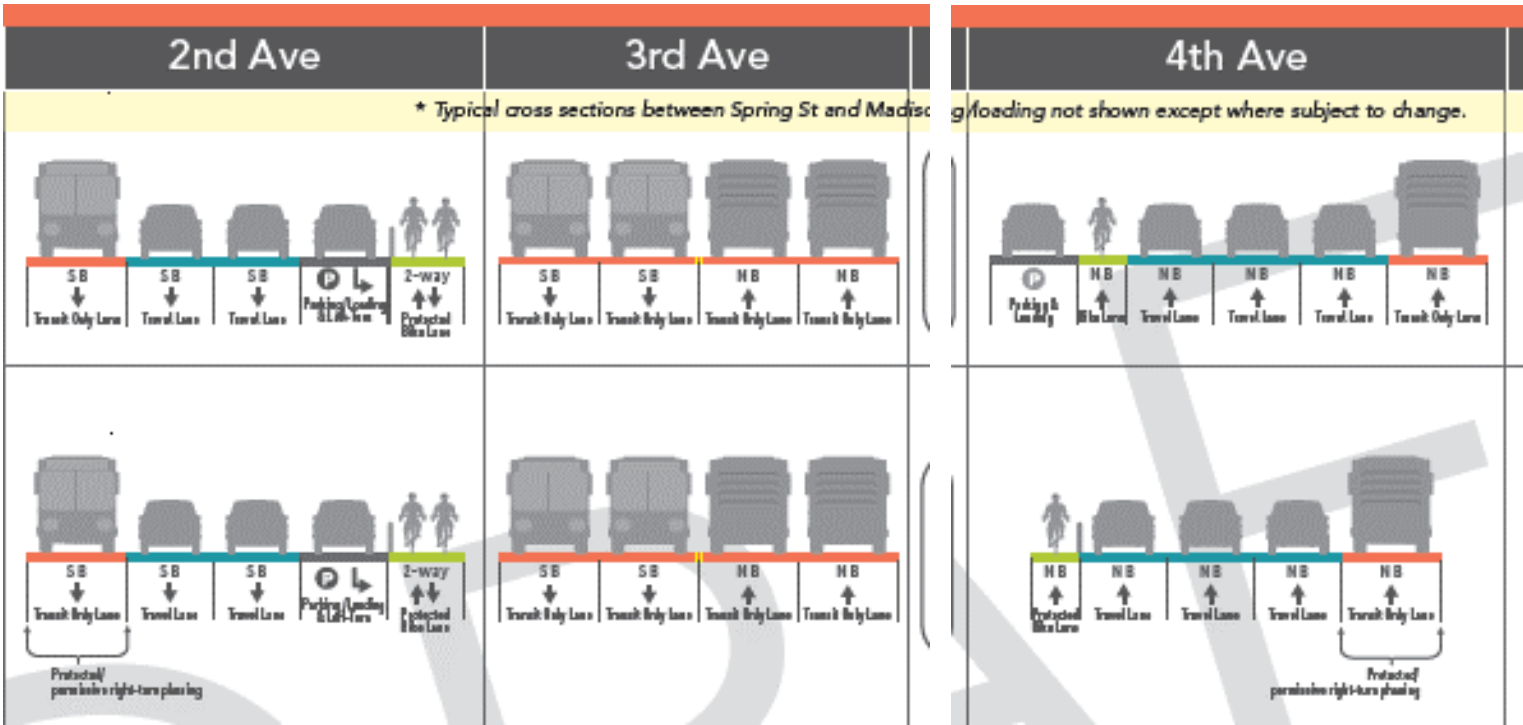 2nd Ave 3rd Ave 4th Ave
* Typical cross sections between Spring St and Madiso g/loading not shown except where subject to change.
SB SB SB P 2-way SB SB NB NB P NB NB NB NB NB
Transit Only Lane Travel Lane Travel Lane Parking/Loading Protected Transit Only Lane Transit Only Lane Transit Only Lane Transit Only Lane Parking & Bike Lane Travel Lane Travel Lane Travel Lane Transit Only Lane
& Left-Turn Bike Lane Loading
SB SB SB P 2-way SB SB NB NB NB NB NB NB NB
Transit Only Lane Travel Lane Travel Lane Parking/Loading Protected Transit Only Lane Transit Only Lane Transit Only Lane Transit Only Lane Protected Travel Lane Travel Lane Travel Lane Transit Only Lane
& Left-Turn Bike Lane Bike Lane
Protected/ Protected/
permissive right-turn phasing permissive right-turn phasing